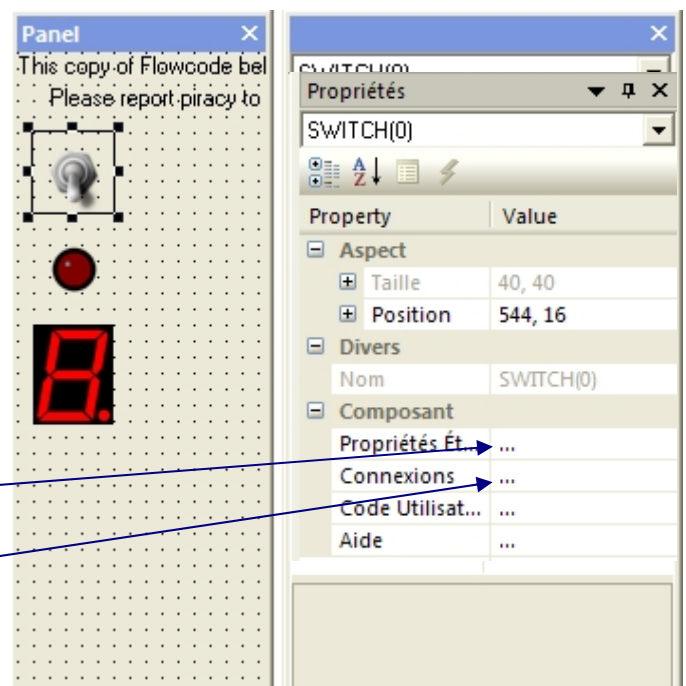 Panel
This copy of Flowcode bel
Please report piracy to
SWITCH(0)
Propriétés
SWITCH(0)
Property Value
Aspect
Taille 40, 40
Position 544, 16
Divers
Nom SWITCH(0)
Composant
Propriétés Ét... ...
Connexions ...
Code Utilisat... ...
Aide ...